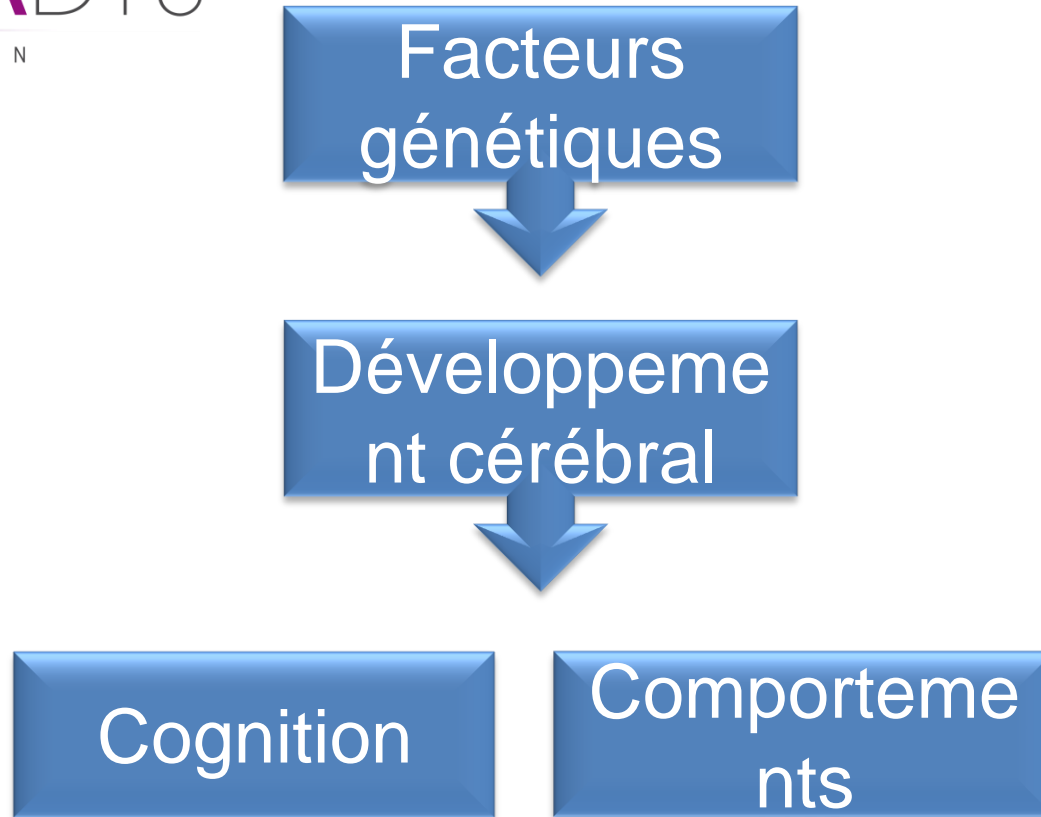 N
Facteurs
génétiques
Développeme
nt cérébral
Cognition
Comporteme
nts